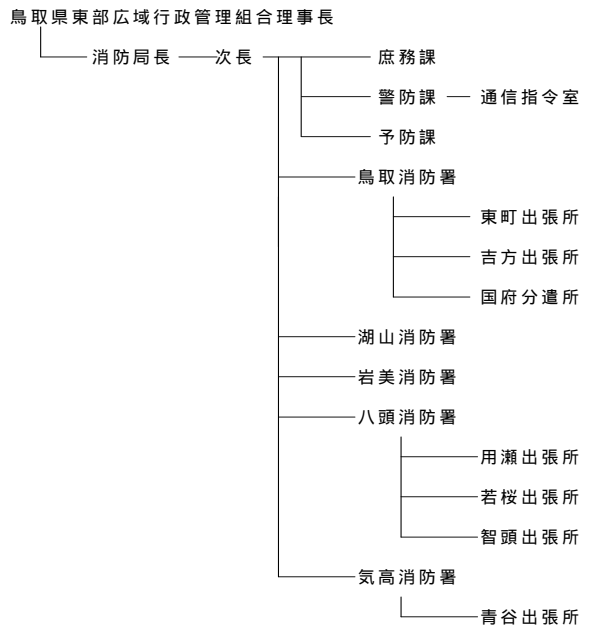 鳥取県東部広域行政管理組合理事長
消防局長 次長 庶務課
警防課 通信指令室
予防課
鳥取消防署
東町出張所
吉方出張所
国府分遣所
湖山消防署
岩美消防署
八頭消防署
用瀬出張所
若桜出張所
智頭出張所
気高消防署
青谷出張所